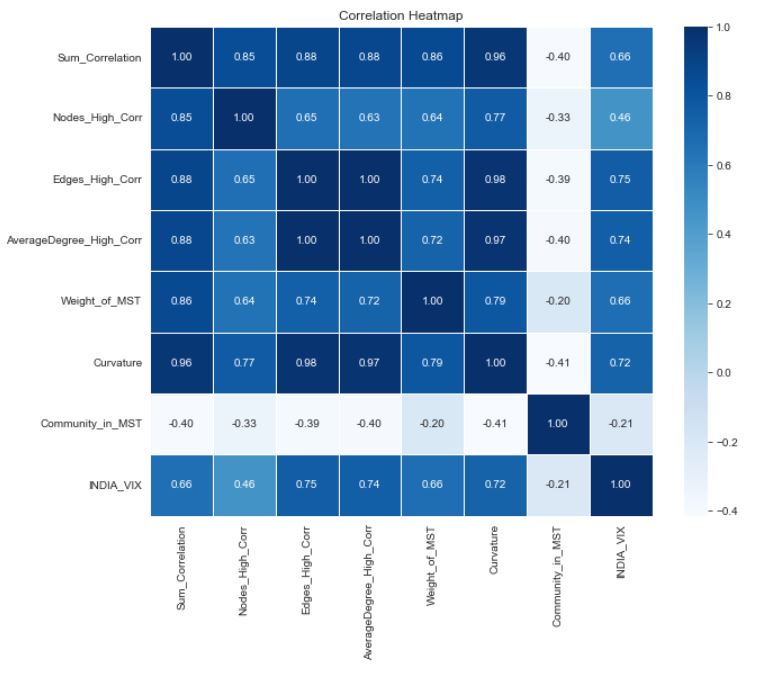 Correlation Heatmap
Sum_Correlation 1.00 0.85 0.88 0.88 0.86 0.96 -0.40 0.66
Nodes_High_Corr 0.85 1.00 0.65 0.63 0.64 0.77 -0.33 0.46
Edges_High_Corr 0.88 0.65 1.00 1.00 0.74 0.98 -0.39 0.75
AverageDegree_High_Corr 0.88 0.63 1.00 1.00 0.72 0.97 -0.40 0.74
Weight_of_MST 0.86 0.64 0.74 0.72 1.00 0.79 -0.20 0.66
Curvature 0.96 0.77 0.98 0.97 0.79 1.00 -0.41 0.72
Community_in_MST -0.40 -0.33 -0.39 -0.40 -0.20 -0.41 1.00 -0.21
INDIA_VIX 0.66 0.46 0.75 0.74 0.66 0.72 -0.21 1.00
Sum_Correlation
Nodes_High_Corr
Edges_High_Corr
AverageDegree_High_Corr
Weight_of_MST
Curvature
Community_in_MST
INDIA_VIX
1.0
0.8
0.6
0.4
0.2
0.0
−0.2
−0.4